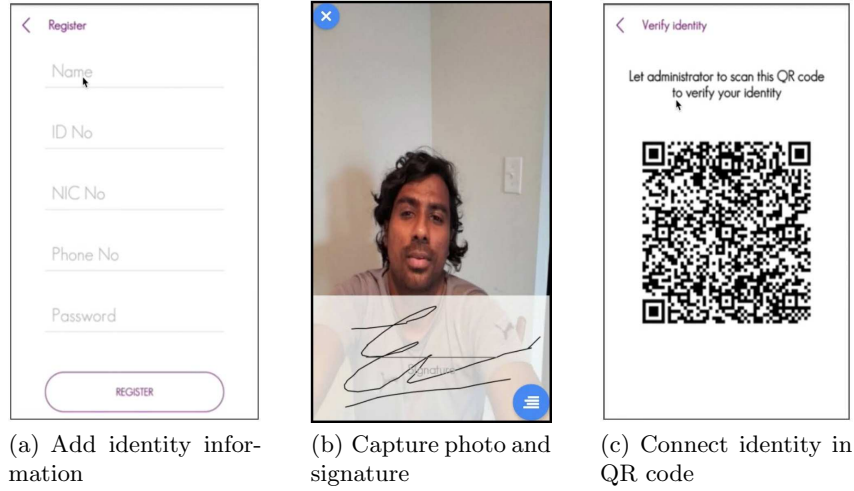 Register
Name
ID No
NIC No
Phone No
Password
REGISTER
(a) Add identity infor-
mation
Signature
(b) Capture photo and
signature
Verify identity
Let administrator to scan this QR code
to verify your identity
(c) Connect identity in
QR code